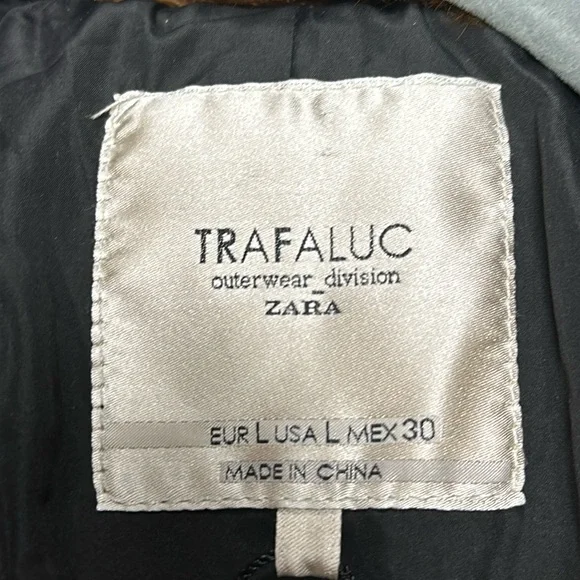 TRAFALUC
outerwear_division
ZARA
EUR L USA L MEX 30
MADE IN CHINA